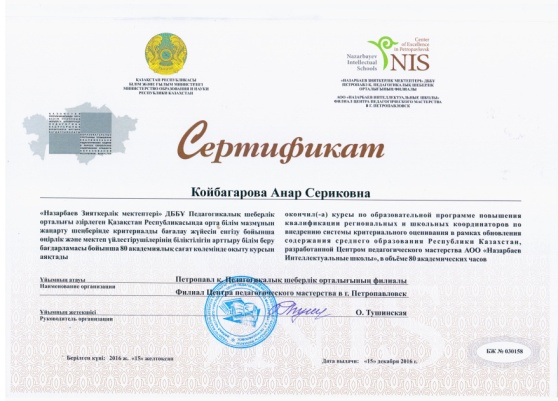 ҚАЗАҚСТАН РЕСПУБЛИКАСЫ
БІЛІМ ЖӘНЕ ҒЫЛЫМ МИНИСТРЛІГІ
МИНИСТЕРСТВО ОБРАЗОВАНИЯ И НАУКИ
РЕСПУБЛИКИ КАЗАХСТАН
Nazarbayev
Intellectual
Schools
NIS
Center
of Excellence
in Petropavlovsk
«НАЗАРБАЕВ ЗИЯТКЕРЛІК МЕКТЕПТЕРІ» ДББҰ
ПЕТРОПАВЛ Қ. ПЕДАГОГИКАЛЫҚ ШЕБЕРЛІК
ОРТАЛЫҒЫНЫҢ ФИЛИАЛЫ
АОО «НАЗАРБАЕВ ИНТЕЛЛЕКТУАЛЬНЫЕ ШКОЛЫ»
ФИЛИАЛ ЦЕНТРА ПЕДАГОГИЧЕСКОГО МАСТЕРСТВА
В Г. ПЕТРОПАВЛОВСК
Сертификат
Койбагарова Анар Сериковна
«Назарбаев Зияткерлік мектептері» ДББҰ Педагогикалық шеберлік
орталығы әзірлеген Қазақстан Республикасында орта білім мазмұнын
жаңарту шеңберінде критериалды бағалау жүйесін енгізу бойынша
өңірлік және мектеп үйлестірушілерінің біліктілігін арттыру білім беру
бағдарламасы бойынша 80 академиялық сағат көлемінде оқыту курсын
аяқтады
окончил(-а) курсы по образовательной программе повышения
квалификации региональных и школьных координаторов по
внедрению системы критериального оценивания в рамках обновления
содержания среднего образования Республики Казахстан,
разработанной Центром педагогического мастерства АОО «Назарбаев
Интеллектуальные школы», в объёме 80 академических часов
Ұйымның атауы
Наименование организации
Петропавл қ. Педагогикалық шеберлік орталығының филиалы
Филиал Центра педагогического мастерства в г. Петропавловск
Ұйымның жетекшісі
Руководитель организации
О. Тушинская
Берілген күні: 2016 ж. «15» желтоқсан
Дата выдачи: «15» декабря 2016 г.
БЖ № 030158